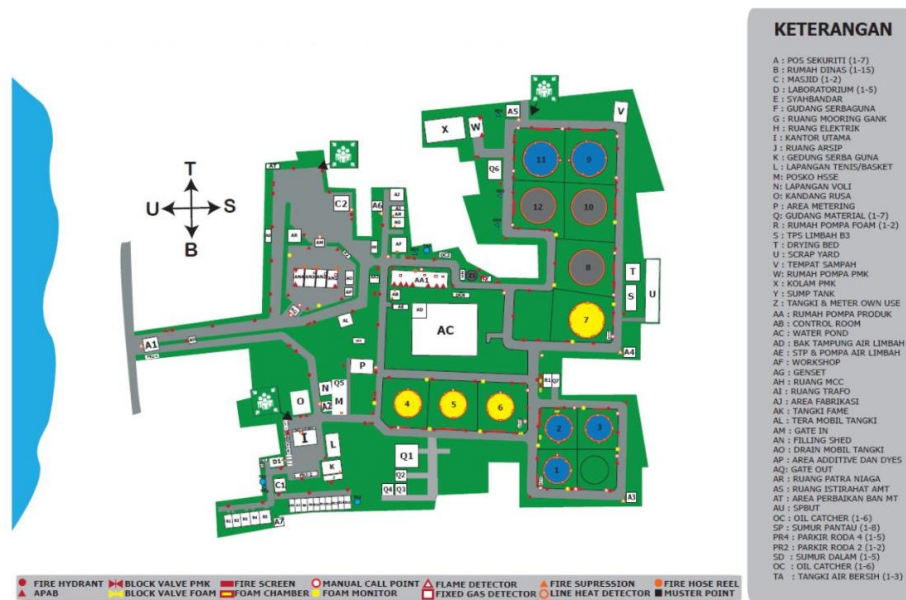 KETERANGAN
A : POS SEKURITI (1-7)
B : RUMAH DINAS (1-15)
C : MASJID (1-2)
D : LABORATORIUM (1-5)
E : SYAHBANDAR
F : GUDANG SERBAGUNA
G : RUANG MOORING GANK
H : RUANG ELEKTRIK
I : KANTOR UTAMA
J : RUANG ARSIP
K : GEDUNG SERBA GUNA
L : LAPANGAN TENIS/BASKET
M: POSKO HSSE
N: LAPANGAN VOLI
O: KANDANG RUSA
P : AREA METERING
Q : GUDANG MATERIAL (1-7)
R : RUMAH POMPA FOAM (1-2)
S : TPS LIMBAH B3
T : DRYING BED
U : SCRAP YARD
V : TEMPAT SAMPAH
W: RUMAH POMPA PMK
X : KOLAM PMK
Y : SUMP TANK
Z : TANGKI & METER OWN USE
AA : RUMAH POMPA PRODUK
AB : CONTROL ROOM
AC : WATER POND
AD : BAK TAMPUNG AIR LIMBAH
AE : STP & POMPA AIR LIMBAH
AF : WORKSHOP
AG : GENSET
AH : RUANG MCC
AI : RUANG TRAFO
AJ : AREA FABRIKASI
AK : TANGKI FAME
AL : TERA MOBIL TANGKI
AM : GATE IN
AN : FILLING SHED
AO : DRAIN MOBIL TANGKI
AP : AREA ADDITIVE DAN DYES
AQ: GATE OUT
AR : RUANG PATRA NIAGA
AS : RUANG ISTIRAHAT AMT
AT : AREA PERBAIKAN BAN MT
AU : SPBUT
OC : OIL CATCHER (1-6)
SP : SUMUR PANTAU (1-8)
PR4 : PARKIR RODA 4 (1-5)
PR2 : PARKIR RODA 2 (1-2)
SD : SUMUR DALAM (1-5)
OC : OIL CATCHER (1-6)
TA : TANGKI AIR BERSIH (1-3)
T
U S
B
A5
V
X
W
Q6
11
9
12
10
8
7
T
S
U
A4
AT
C2
A6
AF
AM
AP
AL
AA1
AD
AC
A1
P
N
Q5
A2
M
O
I
L
K
D1
C1
A7
4
5
6
R1 Q7
2
3
1
A3
Q1
Q2
Q4 Q3
FIRE HYDRANT
BLOCK VALVE PMK
FIRE SCREEN
MANUAL CALL POINT
FLAME DETECTOR
FIRE SUPRESSION
FIRE HOSE REEL
APAB
BLOCK VALVE FOAM
FOAM CHAMBER
FOAM MONITOR
FIXED GAS DETECTOR
LINE HEAT DETECTOR
MUSTER POINT